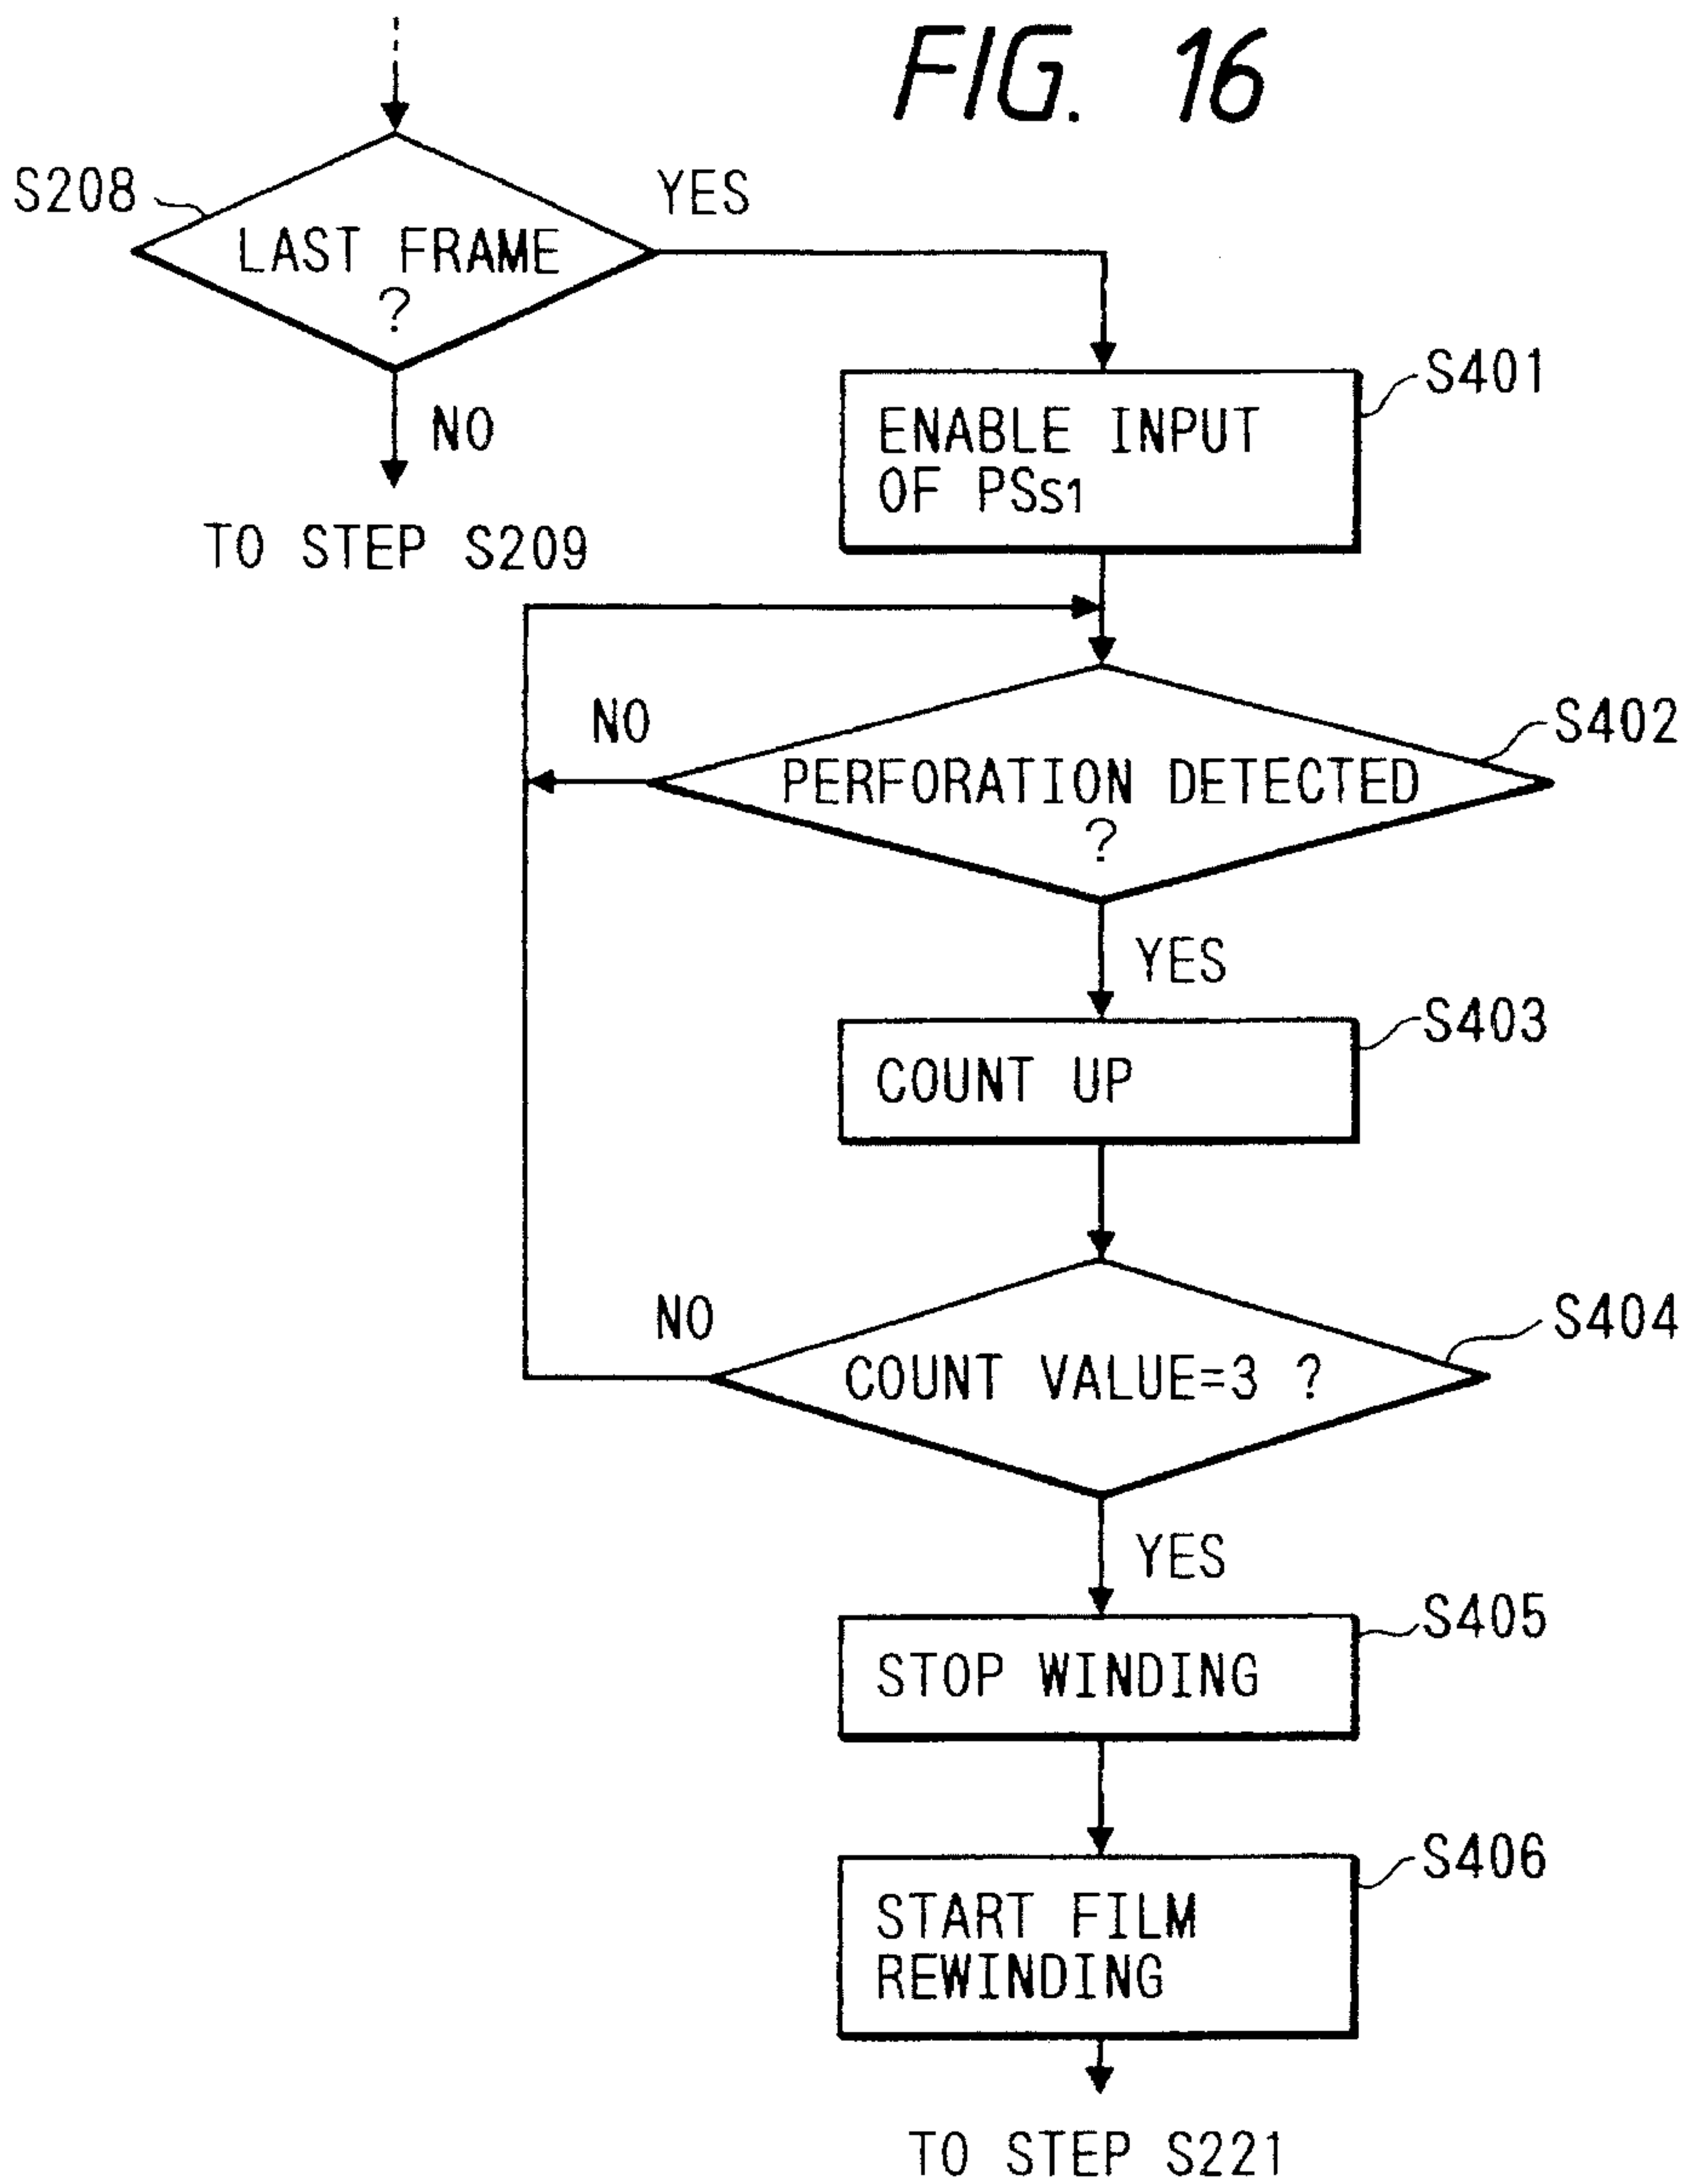 FIG. 16
S208
YES
LAST FRAME
?
NO
TO STEP S209
S401
ENABLE INPUT
OF PSS1
NO
S402
PERFORATION DETECTED
?
YES
S403
COUNT UP
NO
S404
COUNT VALUE=3 ?
YES
S405
STOP WINDING
S406
START FILM
REWINDING
TO STEP S221